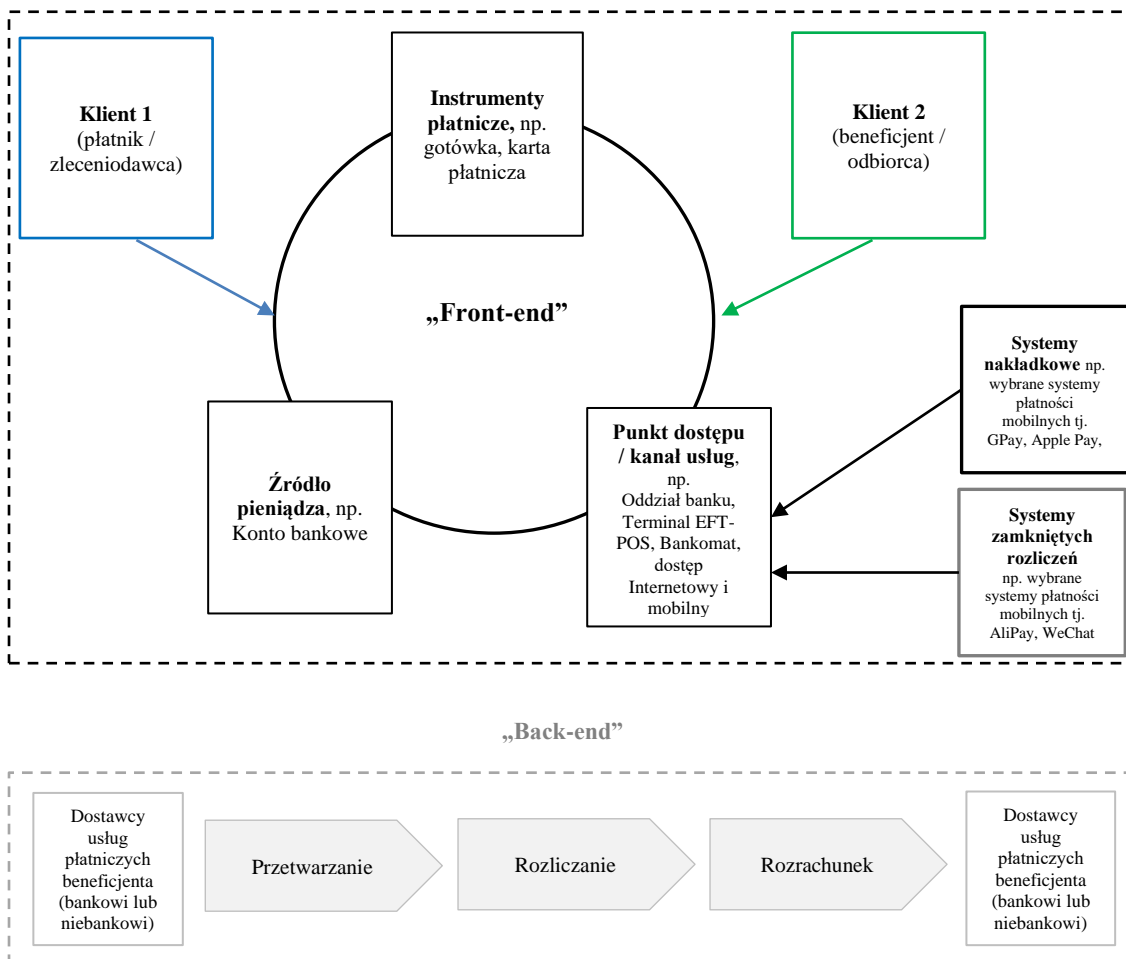 Klient 1
(płatnik /
zleceniodawca)
Instrumenty
płatnicze, np.
gotówka, karta
płatnicza
Klient 2
(beneficjent /
odbiorca)
„Front-end”
Systemy
nakładkowe np.
wybrane systemy
płatności
mobilnych tj.
GPay, Apple Pay,
Źródło
pieniądza, np.
Konto bankowe
Punkt dostępu
/ kanał usług,
np.
Oddział banku,
Terminal EFT-
POS, Bankomat,
dostęp
Internetowy i
mobilny
Systemy
zamkniętych
rozliczeń
np. wybrane
systemy płatności
mobilnych tj.
AliPay, WeChat
„Back-end”
Dostawcy
usług
płatniczych
beneficjenta
(bankowi lub
niebankowi)
Przetwarzanie
Rozliczanie
Rozrachunek
Dostawcy
usług
płatniczych
beneficjenta
(bankowi lub
niebankowi)